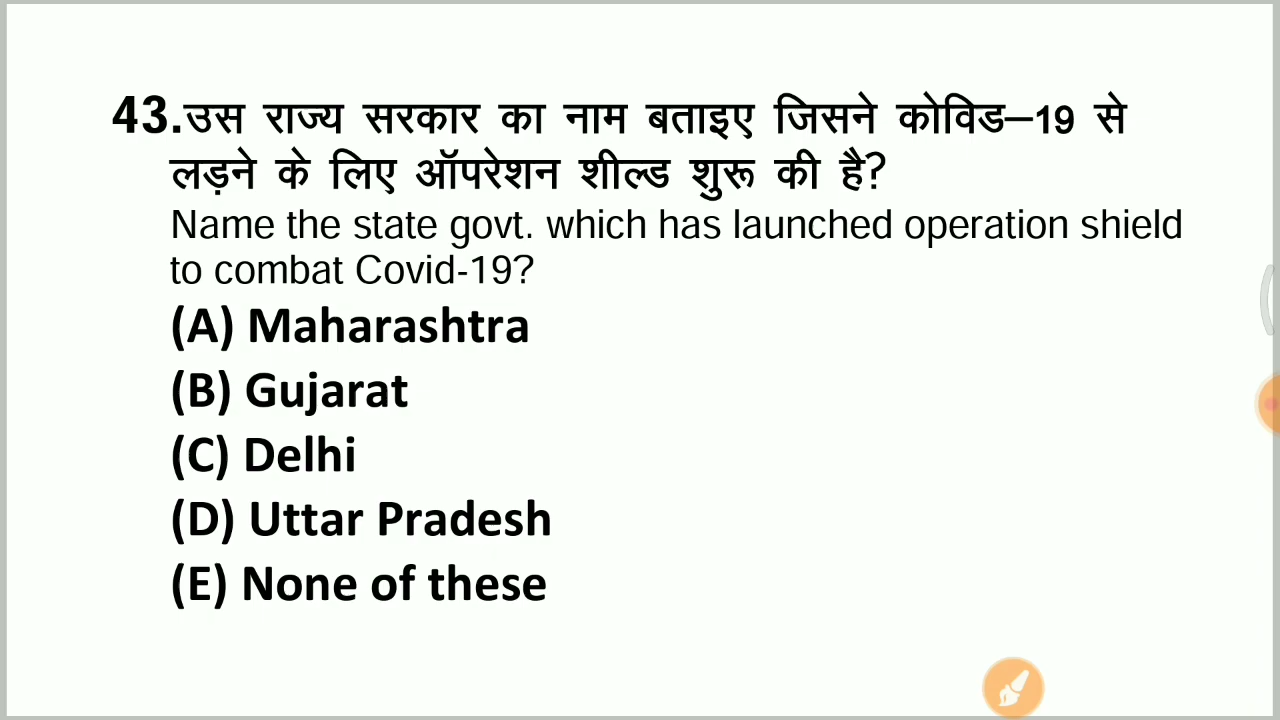 43.उस राज्य सरकार का नाम बताइए जिसने कोविड–19 से
लड़ने के लिए ऑपरेशन शील्ड शुरू की है?
Name the state govt. which has launched operation shield
to combat Covid-19?
(A) Maharashtra
(B) Gujarat
(C) Delhi
(D) Uttar Pradesh
(E) None of these